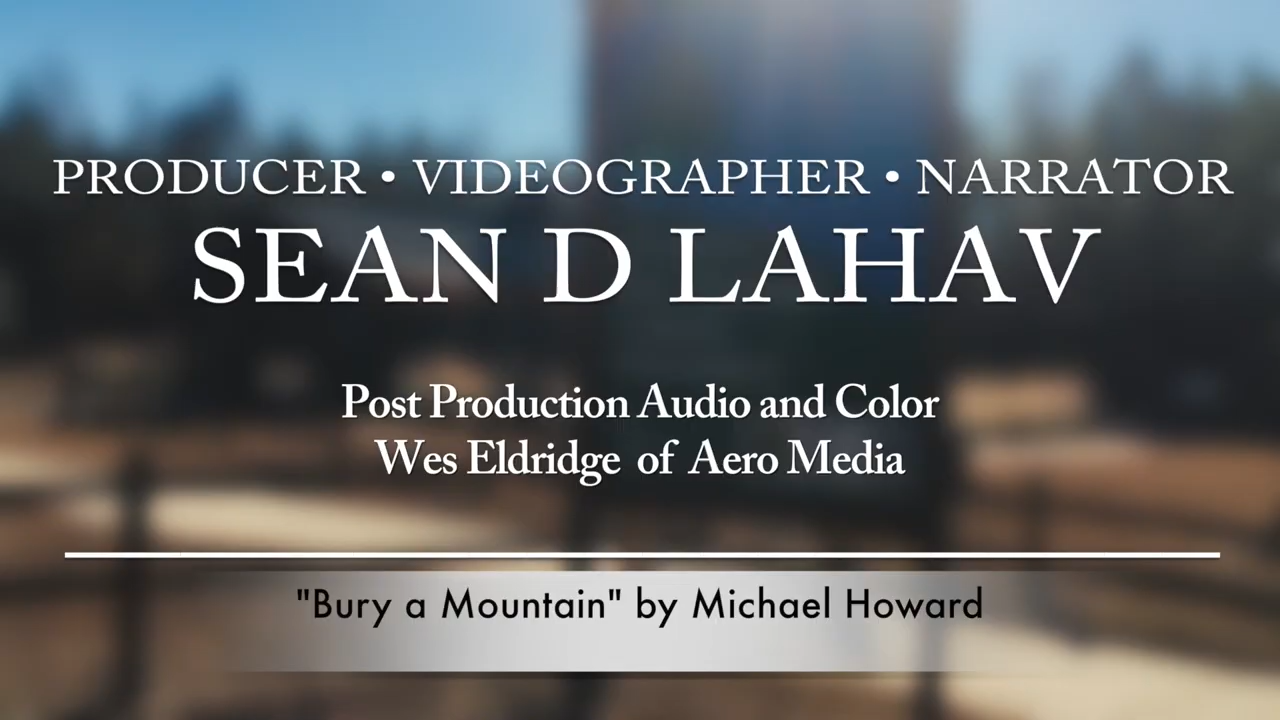 PRODUCER • VIDEOGRAPHER • NARRATOR
SEAN D LAHAV
Post Production Audio and Color
Wes Eldridge of Aero Media
"Bury a Mountain" by Michael Howard